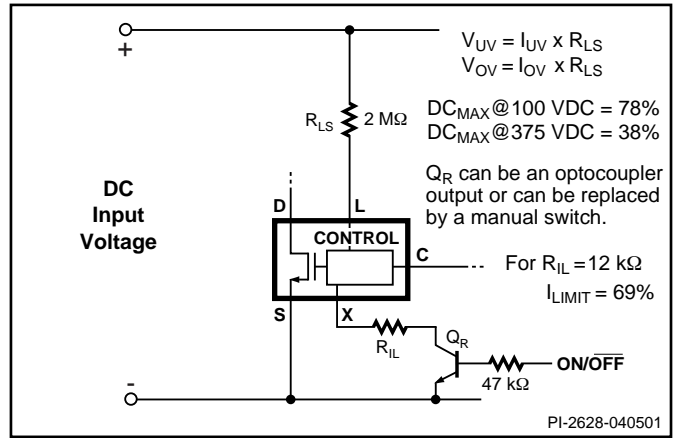 +
V_UV = I_UV x R_LS
V_OV = I_OV x R_LS
R_LS 2 MΩ
DC_MAX@100 VDC = 78%
DC_MAX@375 VDC = 38%
DC
Input
Voltage
Q_R can be an optocoupler
output or can be replaced
by a manual switch.
D
L
CONTROL
C
For R_IL = 12 kΩ
I_LIMIT = 69%
S
X
R_IL
Q_R
47 kΩ
ON/O̅F̅F̅
-
PI-2628-040501